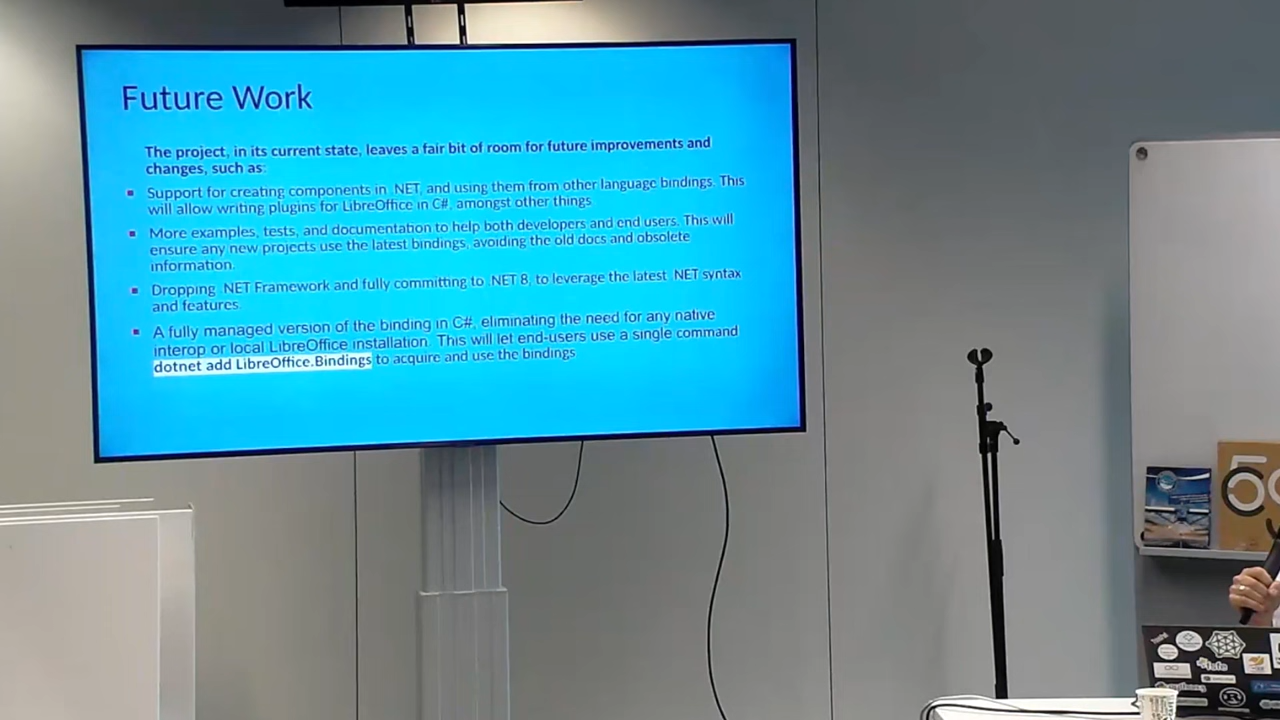 Future Work
The project, in its current state, leaves a fair bit of room for future improvements and
changes, such as:
Support for creating components in .NET, and using them from other language bindings. This
will allow writing plugins for LibreOffice in C#, amongst other things
More examples, tests, and documentation to help both developers and end users. This will
ensure any new projects use the latest bindings, avoiding the old docs and obsolete
information.
Dropping .NET Framework and fully committing to .NET 8, to leverage the latest .NET syntax
and features
A fully managed version of the binding in C#, eliminating the need for any native
interop or local LibreOffice installation. This will let end-users use a single command
dotnet add LibreOffice.Bindings to acquire and use the bindings